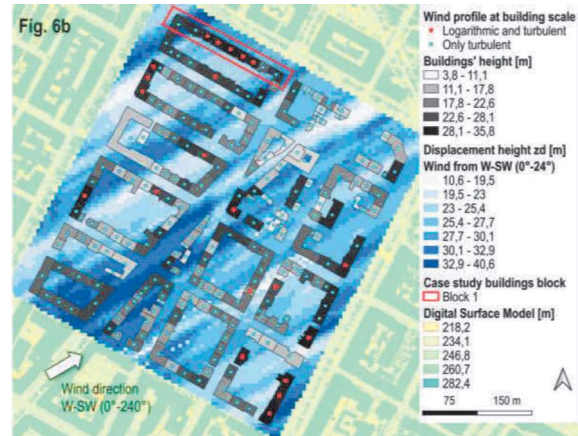 Fig. 6b
Wind direction
W-SW (0°-240°)
Wind profile at building scale
Logarithmic and turbulent
Only turbulent
Buildings' height [m]
3,8 - 11,1
11,1 - 17,8
17,8 - 22,6
22,6 - 28,1
28,1 - 35,8
Displacement height zd [m]
Wind from W-SW (0°-24°)
10,6 - 19,5
19,5 - 23
23 - 25,4
25,4 - 27,7
27,7 - 30,1
30,1 - 32,9
32,9 - 40,6
Case study buildings block
Block 1
Digital Surface Model [m]
218,2
234,1
246,8
260,7
282,4
75 150 m